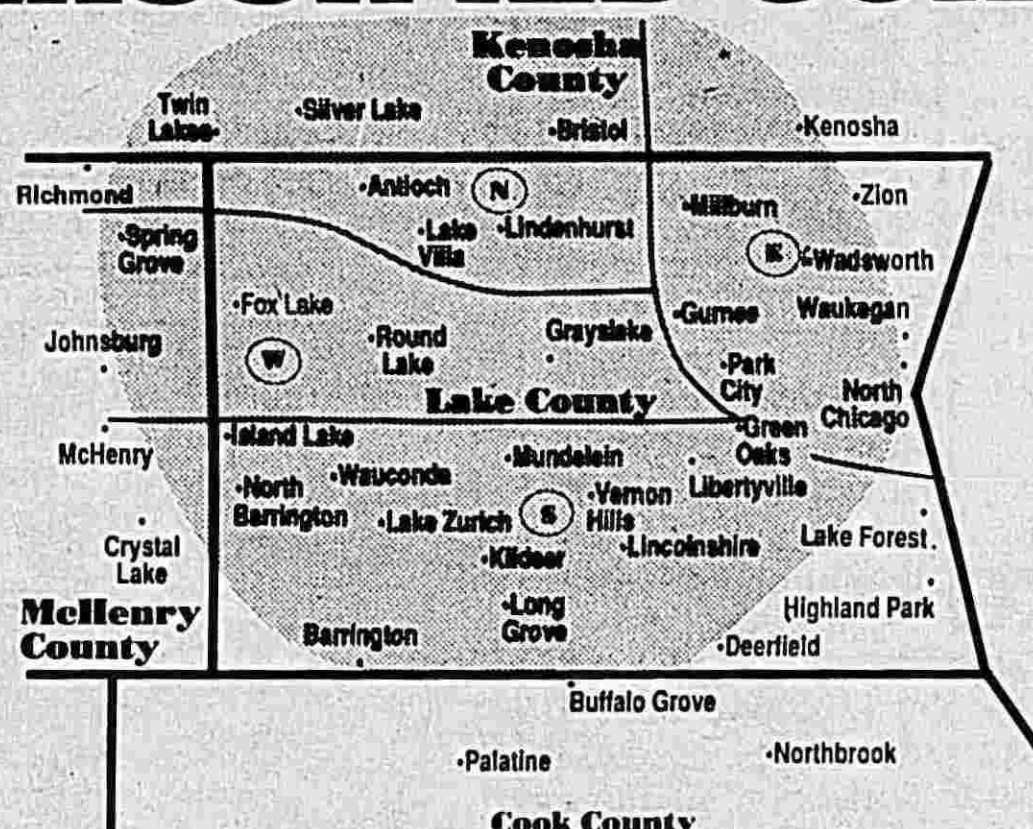 Kenosha
County
Twin
Lakes
Silver Lake
Bristol
Kenosha
Richmond
Antioch
N
Millburn
Zion
Spring
Grove
Lake
Villa
Lindenhurst
K
Wadsworth
Fox Lake
Gurnee
Waukegan
Johnsburg
W
Round
Lake
Grayslake
Park
City
North
Chicago
Lake County
McHenry
Island Lake
Green
Oaks
Mundelein
Wauconda
North
Barrington
Vernon
Hills
Libertyville
Lake Zurich
S
Lincolnshire
Lake Forest
Crystal
Lake
Kildeer
McHenry
County
Long
Grove
Highland Park
Barrington
Deerfield
Buffalo Grove
Palatine
Northbrook
Cook County